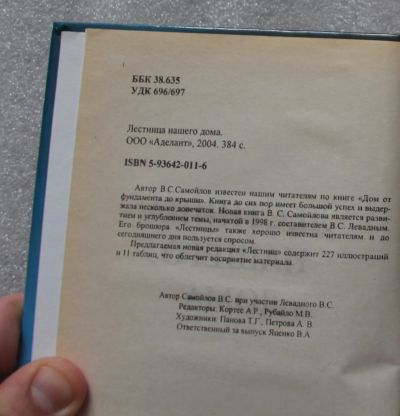 ББК 38.635
УДК 696/697
Лестница нашего дома.
ООО «Аделант», 2004. 384 с.
ISBN 5-93642-011-6
Автор В.С.Самойлов известен нашим читателям по книге «Дом от
фундамента до крыши». Книга до сих пор имеет большой успех и выдер-
жала несколько допечаток. Новая книга В. С. Самойлова является разви-
тием и углублением темы, начатой в 1998 г. составителем В.С. Левадным.
Его брошюра «Лестницы» также хорошо известна читателям и до
сегодняшнего дня пользуется спросом.
Предлагаемая новая редакция «Лестниц» содержит 227 иллюстраций
и 11 таблиц, что облегчит восприятие материала.
Автор Самойлов В.С. при участии Левадного В.С.
Редакторы: Кортес А.Р., Рубайло М.В.
Художники: Панова Т.Г., Петрова А. В.
Ответственный за выпуск Яценко В.А.